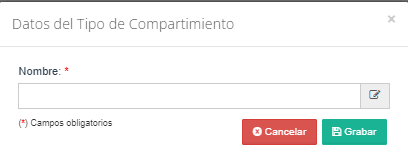 Datos del Tipo de Compartimiento ×
Nombre: *
(*) Campos obligatorios
Cancelar Grabar